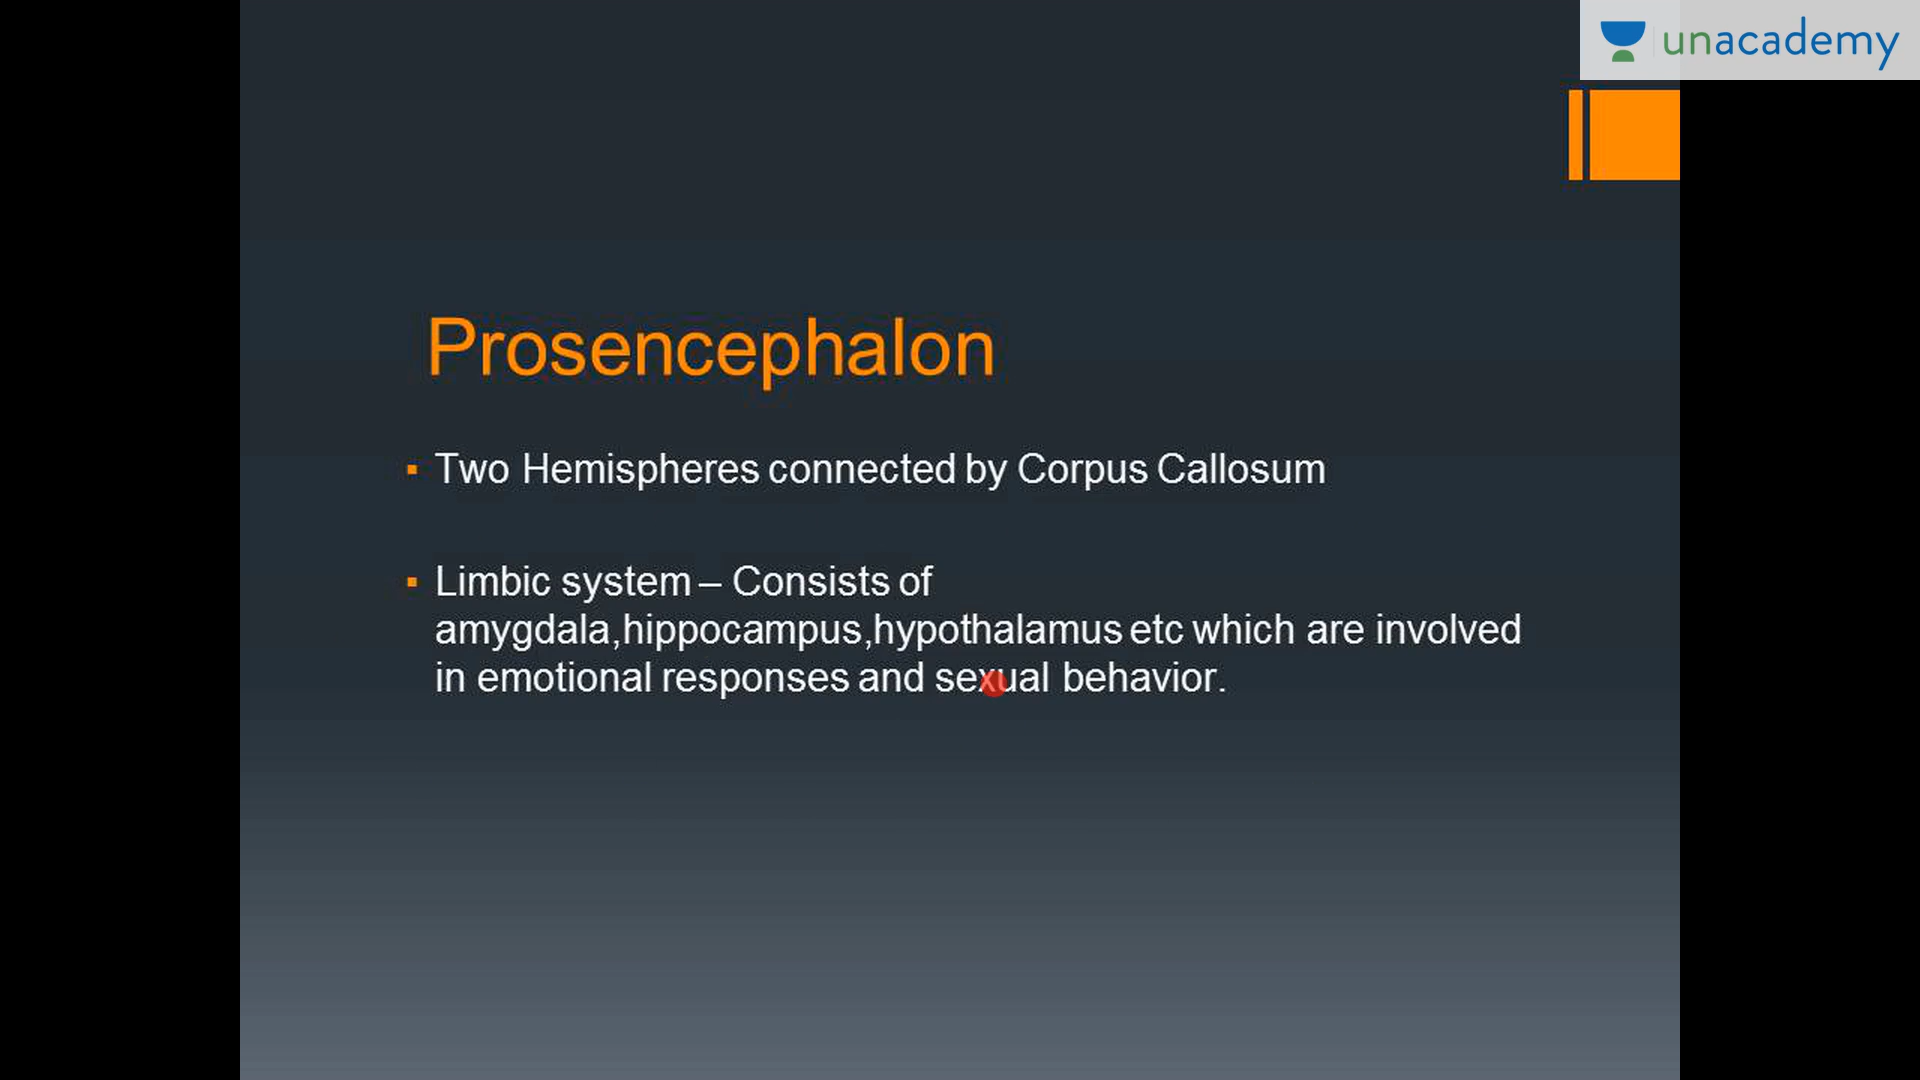 unacademy
Prosencephalon
▪ Two Hemispheres connected by Corpus Callosum
▪ Limbic system – Consists of
amygdala,hippocampus,hypothalamus etc which are involved
in emotional responses and sexual behavior.